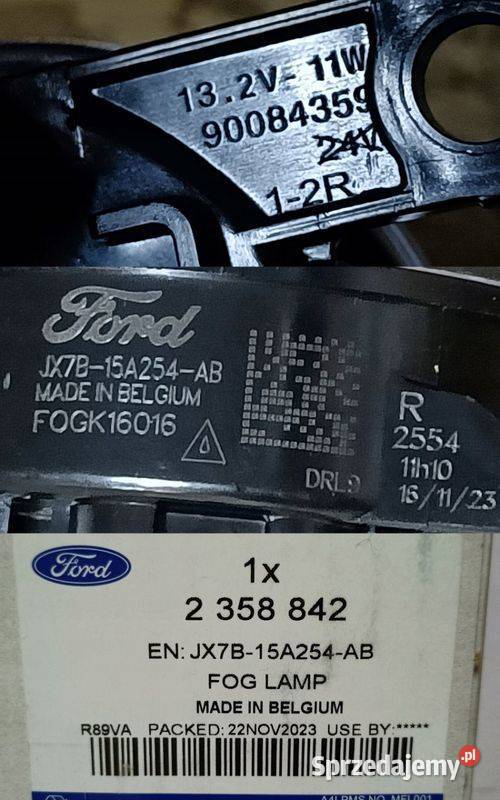 13.2V- 11W
90084359
24V
1-2R
Ford
JX7B-15A254-AB
MADE IN BELGIUM
FOGK16016
DRL
R
2554
11h10
16/11/23
Ford
1x
2 358 842
EN: JX7B-15A254-AB
FOG LAMP
MADE IN BELGIUM
R89VA PACKED: 22NOV2023 USE BY:*****
Sprzedajemy.pl